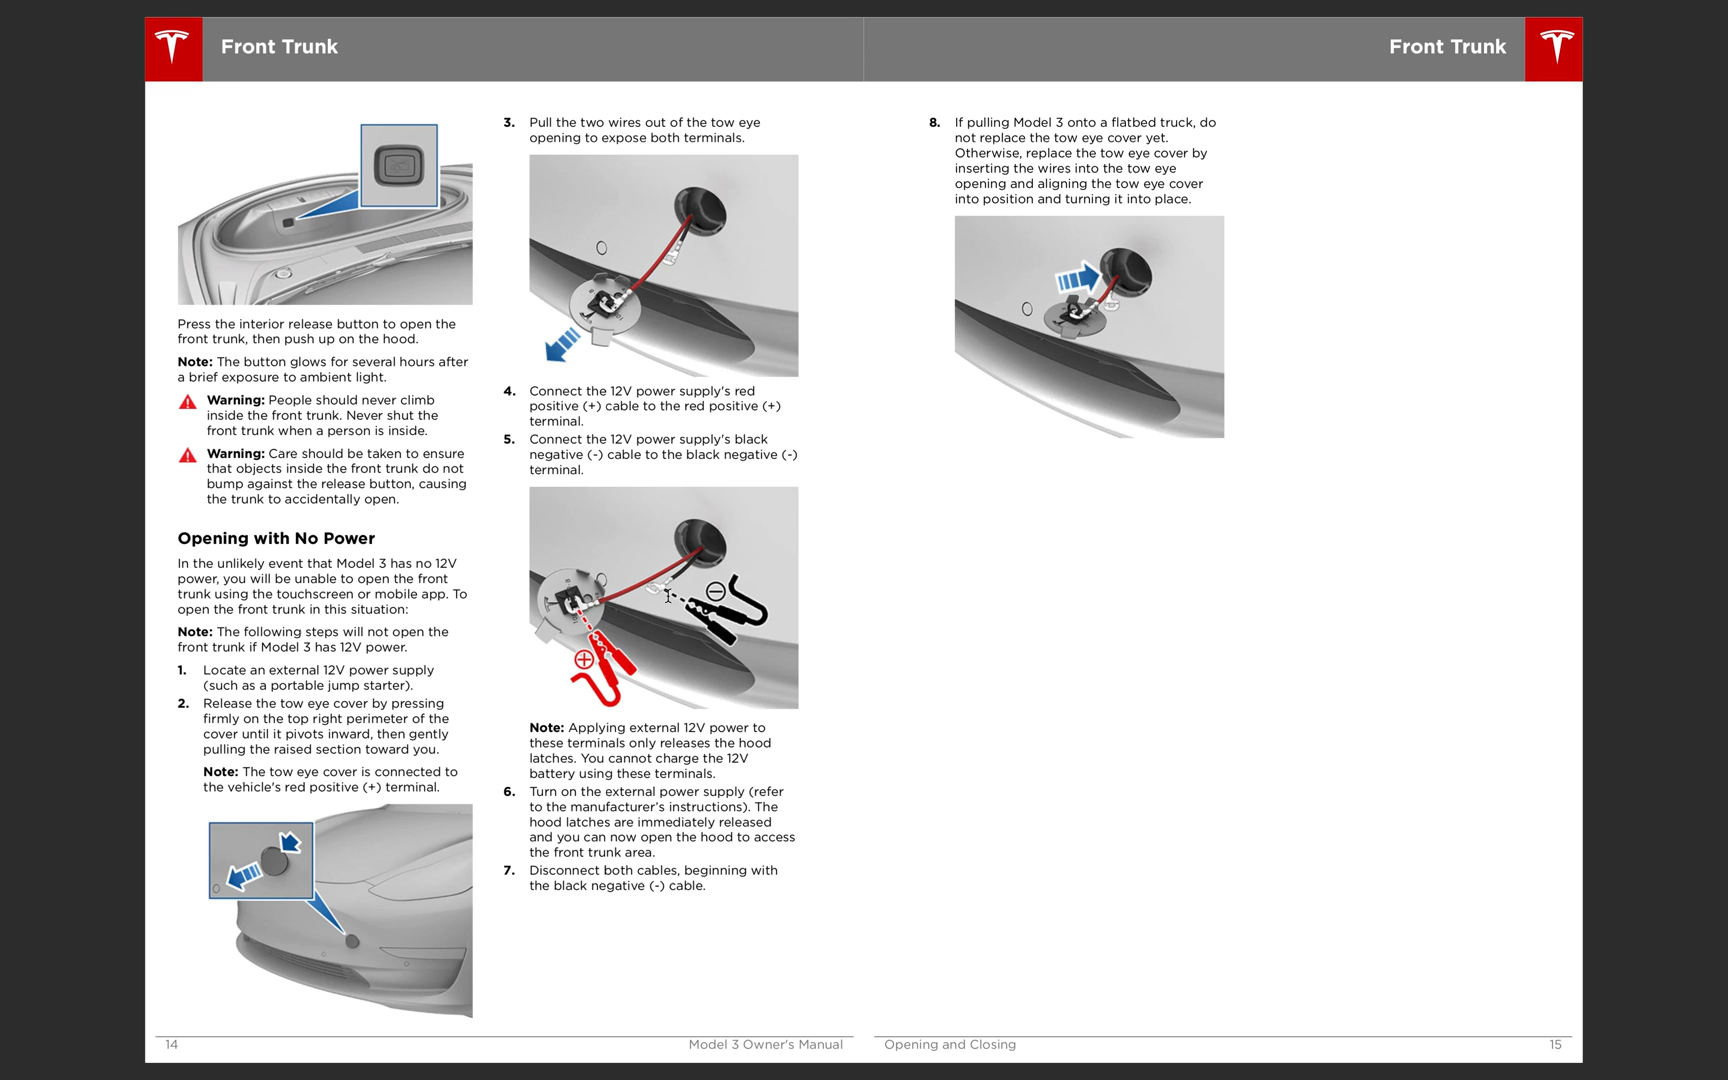 Front Trunk
Press the interior release button to open the
front trunk, then push up on the hood.
Note: The button glows for several hours after
a brief exposure to ambient light.
Warning: People should never climb
inside the front trunk. Never shut the
front trunk when a person is inside.
Warning: Care should be taken to ensure
that objects inside the front trunk do not
bump against the release button, causing
the trunk to accidentally open.
Opening with No Power
In the unlikely event that Model 3 has no 12V
power, you will be unable to open the front
trunk using the touchscreen or mobile app. To
open the front trunk in this situation:
Note: The following steps will not open the
front trunk if Model 3 has 12V power.
1. Locate an external 12V power supply
(such as a portable jump starter).
2. Release the tow eye cover by pressing
firmly on the top right perimeter of the
cover until it pivots inward, then gently
pulling the raised section toward you.
Note: The tow eye cover is connected to
the vehicle's red positive (+) terminal.
3. Pull the two wires out of the tow eye
opening to expose both terminals.
4. Connect the 12V power supply's red
positive (+) cable to the red positive (+)
terminal.
5. Connect the 12V power supply's black
negative (-) cable to the black negative (-)
terminal.
Note: Applying external 12V power to
these terminals only releases the hood
latches. You cannot charge the 12V
battery using these terminals.
6. Turn on the external power supply (refer
to the manufacturer's instructions). The
hood latches are immediately released
and you can now open the hood to access
the front trunk area.
7. Disconnect both cables, beginning with
the black negative (-) cable.
14
Model 3 Owner's Manual
Front Trunk
8. If pulling Model 3 onto a flatbed truck, do
not replace the tow eye cover yet.
Otherwise, replace the tow eye cover by
inserting the wires into the tow eye
opening and aligning the tow eye cover
into position and turning it into place.
Opening and Closing
15